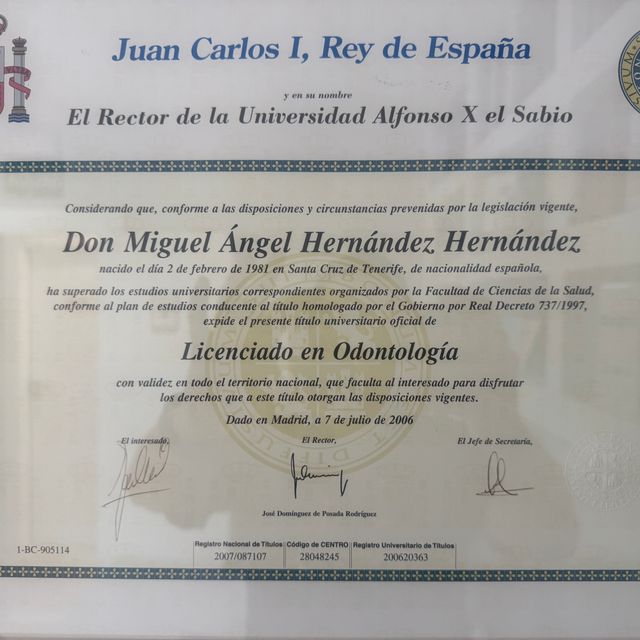 Juan Carlos I, Rey de España
y en su nombre
El Rector de la Universidad Alfonso X el Sabio
Considerando que, conforme a las disposiciones y circunstancias prevenidas por la legislación vigente,
Don Miguel Ángel Hernández Hernández
nacido el día 2 de febrero de 1981 en Santa Cruz de Tenerife, de nacionalidad española,
ha superado los estudios universitarios correspondientes organizados por la Facultad de Ciencias de la Salud,
conforme al plan de estudios conducente al título homologado por el Gobierno por Real Decreto 737/1997,
expide el presente título universitario oficial de
Licenciado en Odontología
con validez en todo el territorio nacional, que faculta al interesado para disfrutar
los derechos que a este título otorgan las disposiciones vigentes.
Dado en Madrid, a 7 de julio de 2006
El interesado, El Rector, El Jefe de Secretaría,
José Domínguez de Posada Rodríguez
1-BC-905114
Registro Nacional de Títulos Código de CENTRO Registro Universitario de Títulos
2007/087107 28048245 200620363